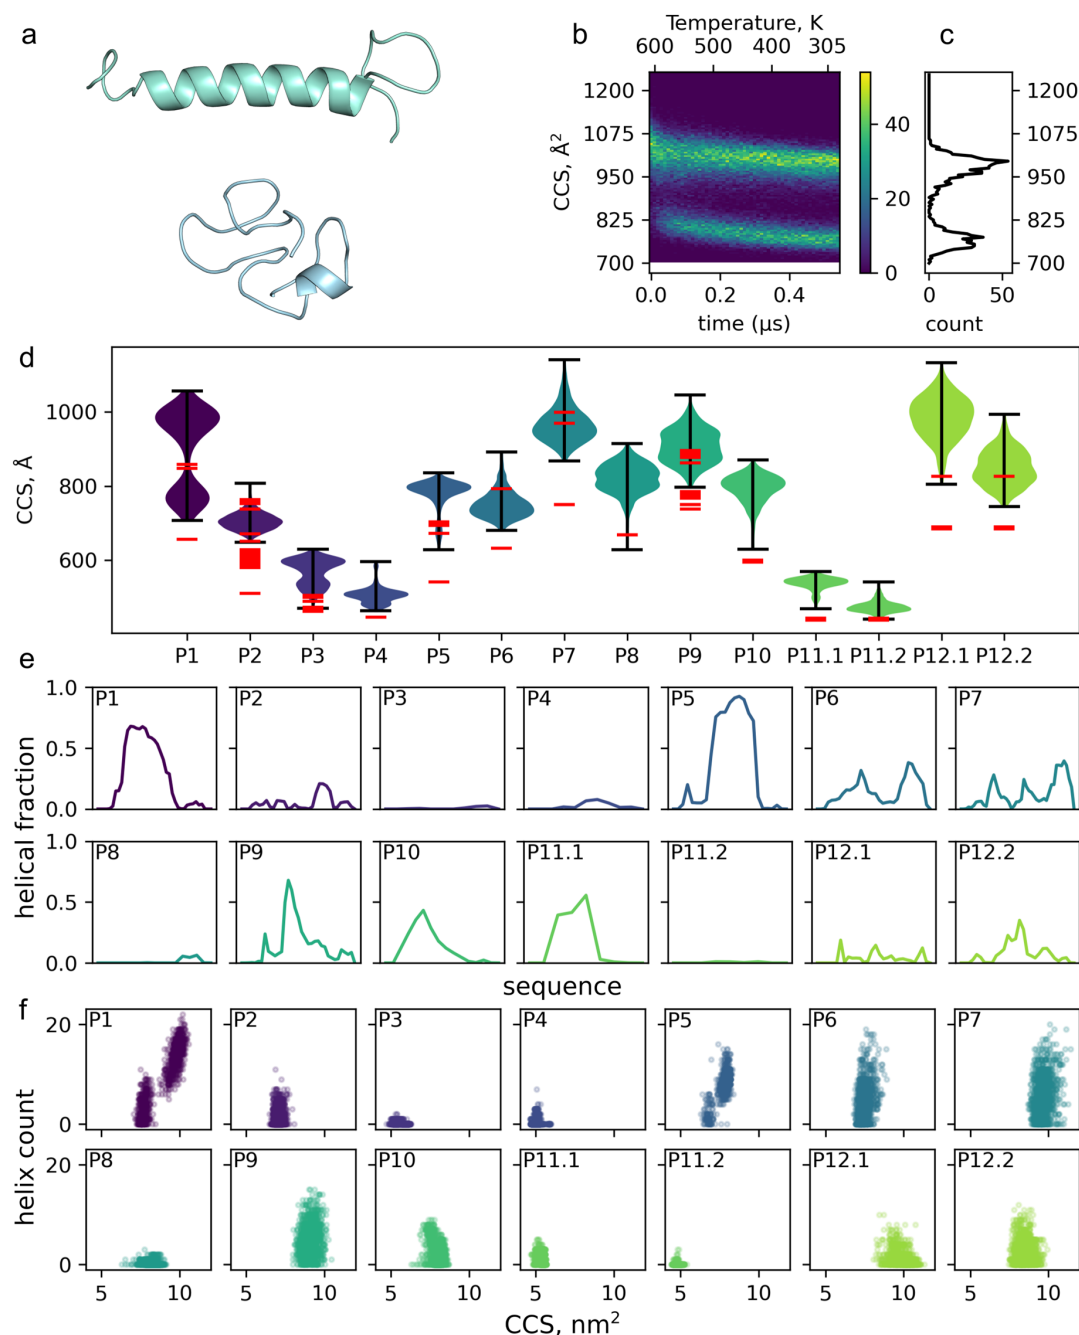 a
b
Temperature, K
c
600 500 400 305
1200
1075
950
825
700
CCS, Å²
0.0 0.2 0.4
time (µs)
40
20
0
1200
1075
950
825
700
0 50
count
d
1000
800
600
CCS, Å
P1 P2 P3 P4 P5 P6 P7 P8 P9 P10 P11.1 P11.2 P12.1 P12.2
e
1.0
0.5
0.0
P1 P2 P3 P4 P5 P6 P7
1.0
0.5
0.0
P8 P9 P10 P11.1 P11.2 P12.1 P12.2
helical fraction
sequence
f
20
0
P1 P2 P3 P4 P5 P6 P7
20
0
P8 P9 P10 P11.1 P11.2 P12.1 P12.2
helix count
5 10 5 10 5 10 5 10 5 10 5 10 5 10
CCS, nm²